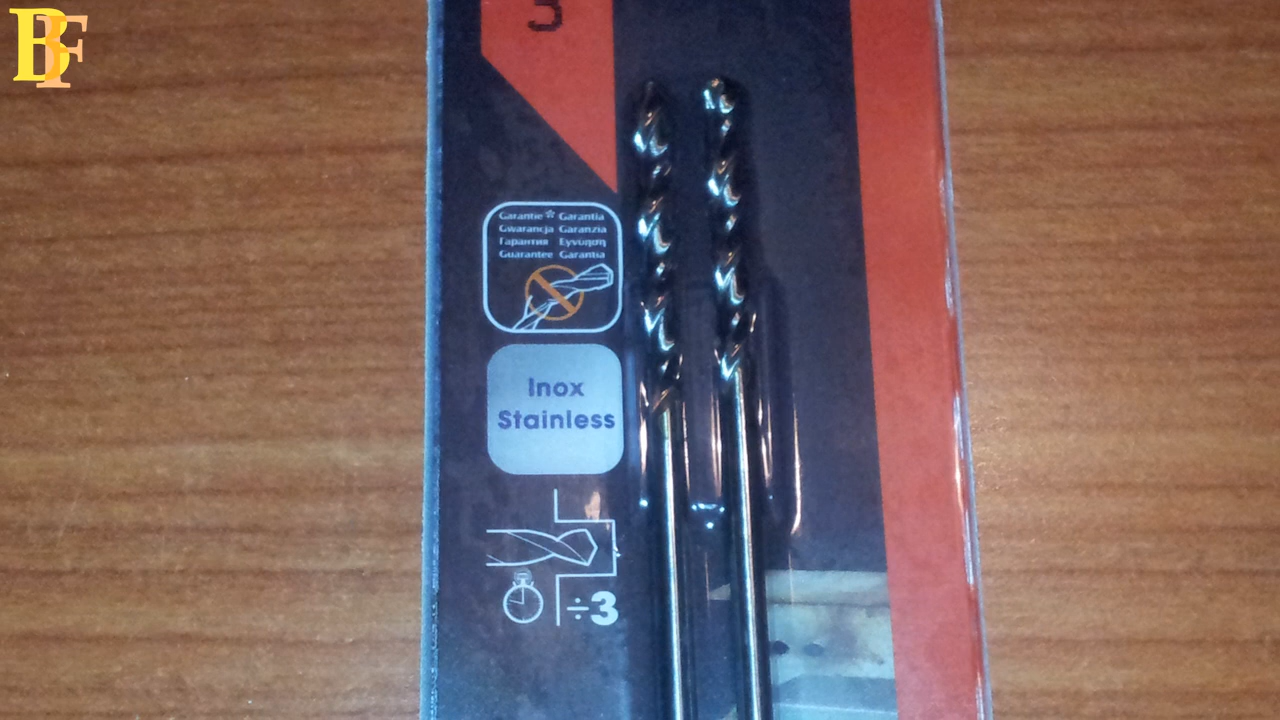 BF
3
Garantie * Garantia
Gwarancja Garanzia
Гарантия Εγγύηση
Guarantee Garantia
Inox
Stainless
÷3